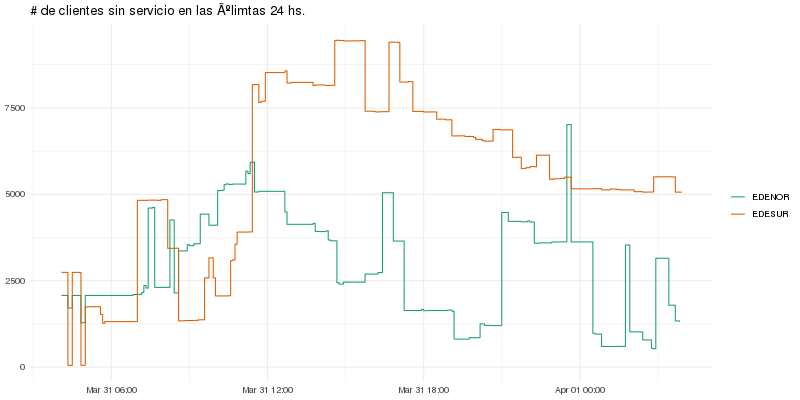 # de clientes sin servicio en las Ãºlimtas 24 hs.
7500
5000
2500
0
EDENOR
EDESUR
Mar 31 06:00
Mar 31 12:00
Mar 31 18:00
Apr 01 00:00